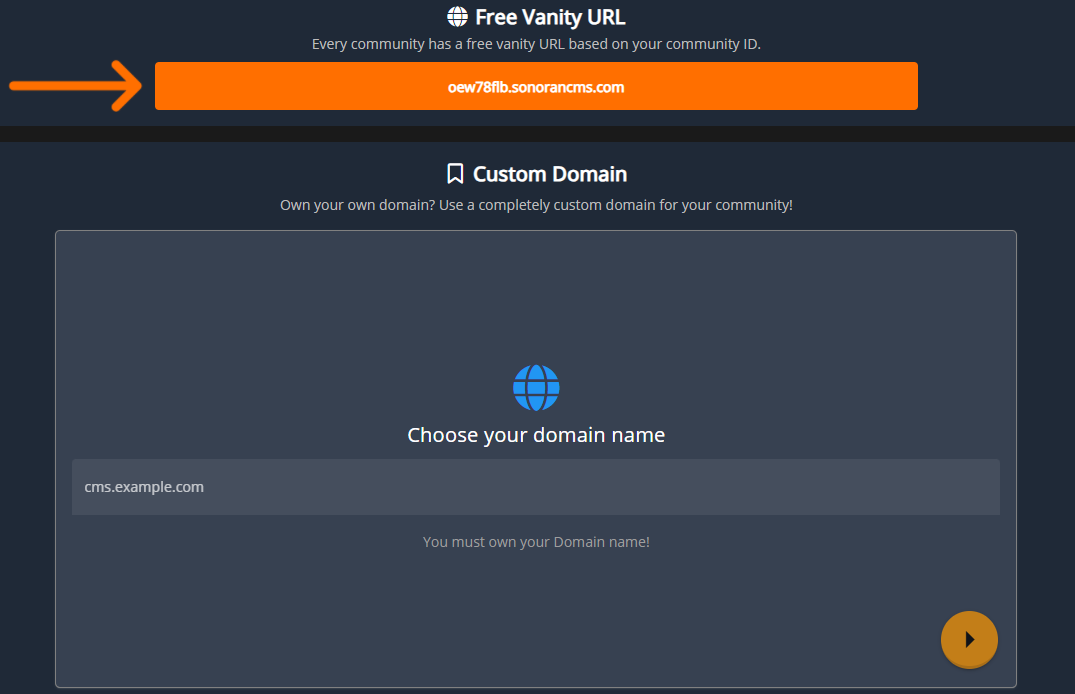 Free Vanity URL
Every community has a free vanity URL based on your community ID.
oew78flb.sonorancms.com
Custom Domain
Own your own domain? Use a completely custom domain for your community!
Choose your domain name
cms.example.com
You must own your Domain name!